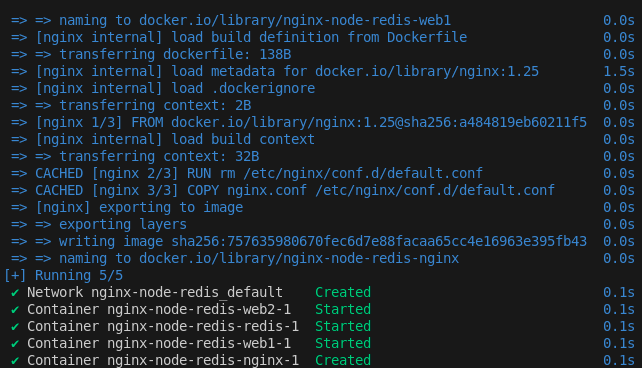 => => naming to docker.io/library/nginx-node-redis-web1 0.0s
=> [nginx internal] load build definition from Dockerfile 0.0s
=> => transferring dockerfile: 138B 0.0s
=> [nginx internal] load metadata for docker.io/library/nginx:1.25 1.5s
=> [nginx internal] load .dockerignore 0.0s
=> => transferring context: 2B 0.0s
=> [nginx 1/3] FROM docker.io/library/nginx:1.25@sha256:a484819eb60211f5 0.0s
=> [nginx internal] load build context 0.0s
=> => transferring context: 32B 0.0s
=> CACHED [nginx 2/3] RUN rm /etc/nginx/conf.d/default.conf 0.0s
=> CACHED [nginx 3/3] COPY nginx.conf /etc/nginx/conf.d/default.conf 0.0s
=> [nginx] exporting to image 0.0s
=> => exporting layers 0.0s
=> => writing image sha256:757635980670fec6d7e88facaa65cc4e16963e395fb43 0.0s
=> => naming to docker.io/library/nginx-node-redis-nginx 0.0s
[+] Running 5/5
✔ Network nginx-node-redis_default Created 0.1s
✔ Container nginx-node-redis-web2-1 Started 0.1s
✔ Container nginx-node-redis-redis-1 Started 0.1s
✔ Container nginx-node-redis-web1-1 Started 0.1s
✔ Container nginx-node-redis-nginx-1 Created 0.1s